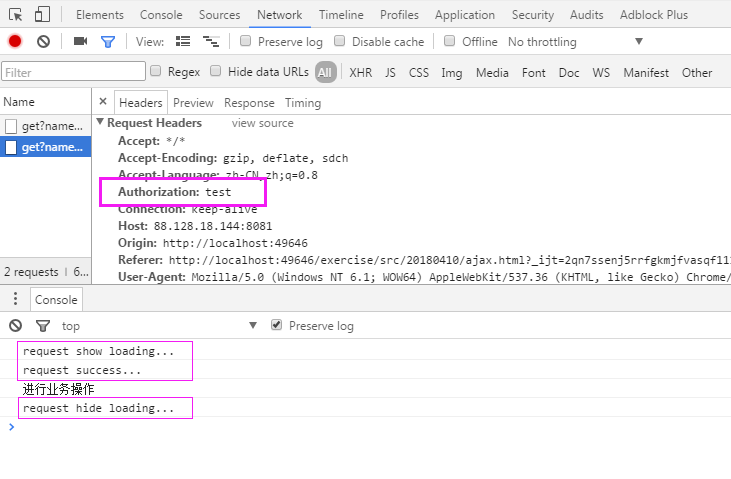 Elements Console Sources Network Timeline Profiles Application Security Audits Adblock Plus
View: Preserve log Disable cache Offline No throttling
Filter Regex Hide data URLs All XHR JS CSS Img Media Font Doc WS Manifest Other
Name × Headers Preview Response Timing
get?name...
get?name...
Request Headers view source
Accept: */*
Accept-Encoding: gzip, deflate, sdch
Accept-Language: zh-CN,zh;q=0.8
Authorization: test
Connection: keep-alive
Host: 88.128.18.144:8081
Origin: http://localhost:49646
Referer: http://localhost:49646/exercise/src/20180410/ajax.html?_ijt=2qn7ssenj5rrfgkmjfvasqf11
User-Agent: Mozilla/5.0 (Windows NT 6.1; WOW64) AppleWebKit/537.36 (KHTML, like Gecko) Chrome/
2 requests | 6...
Console
top Preserve log
request show loading...
request success...
进行业务操作
request hide loading...
>